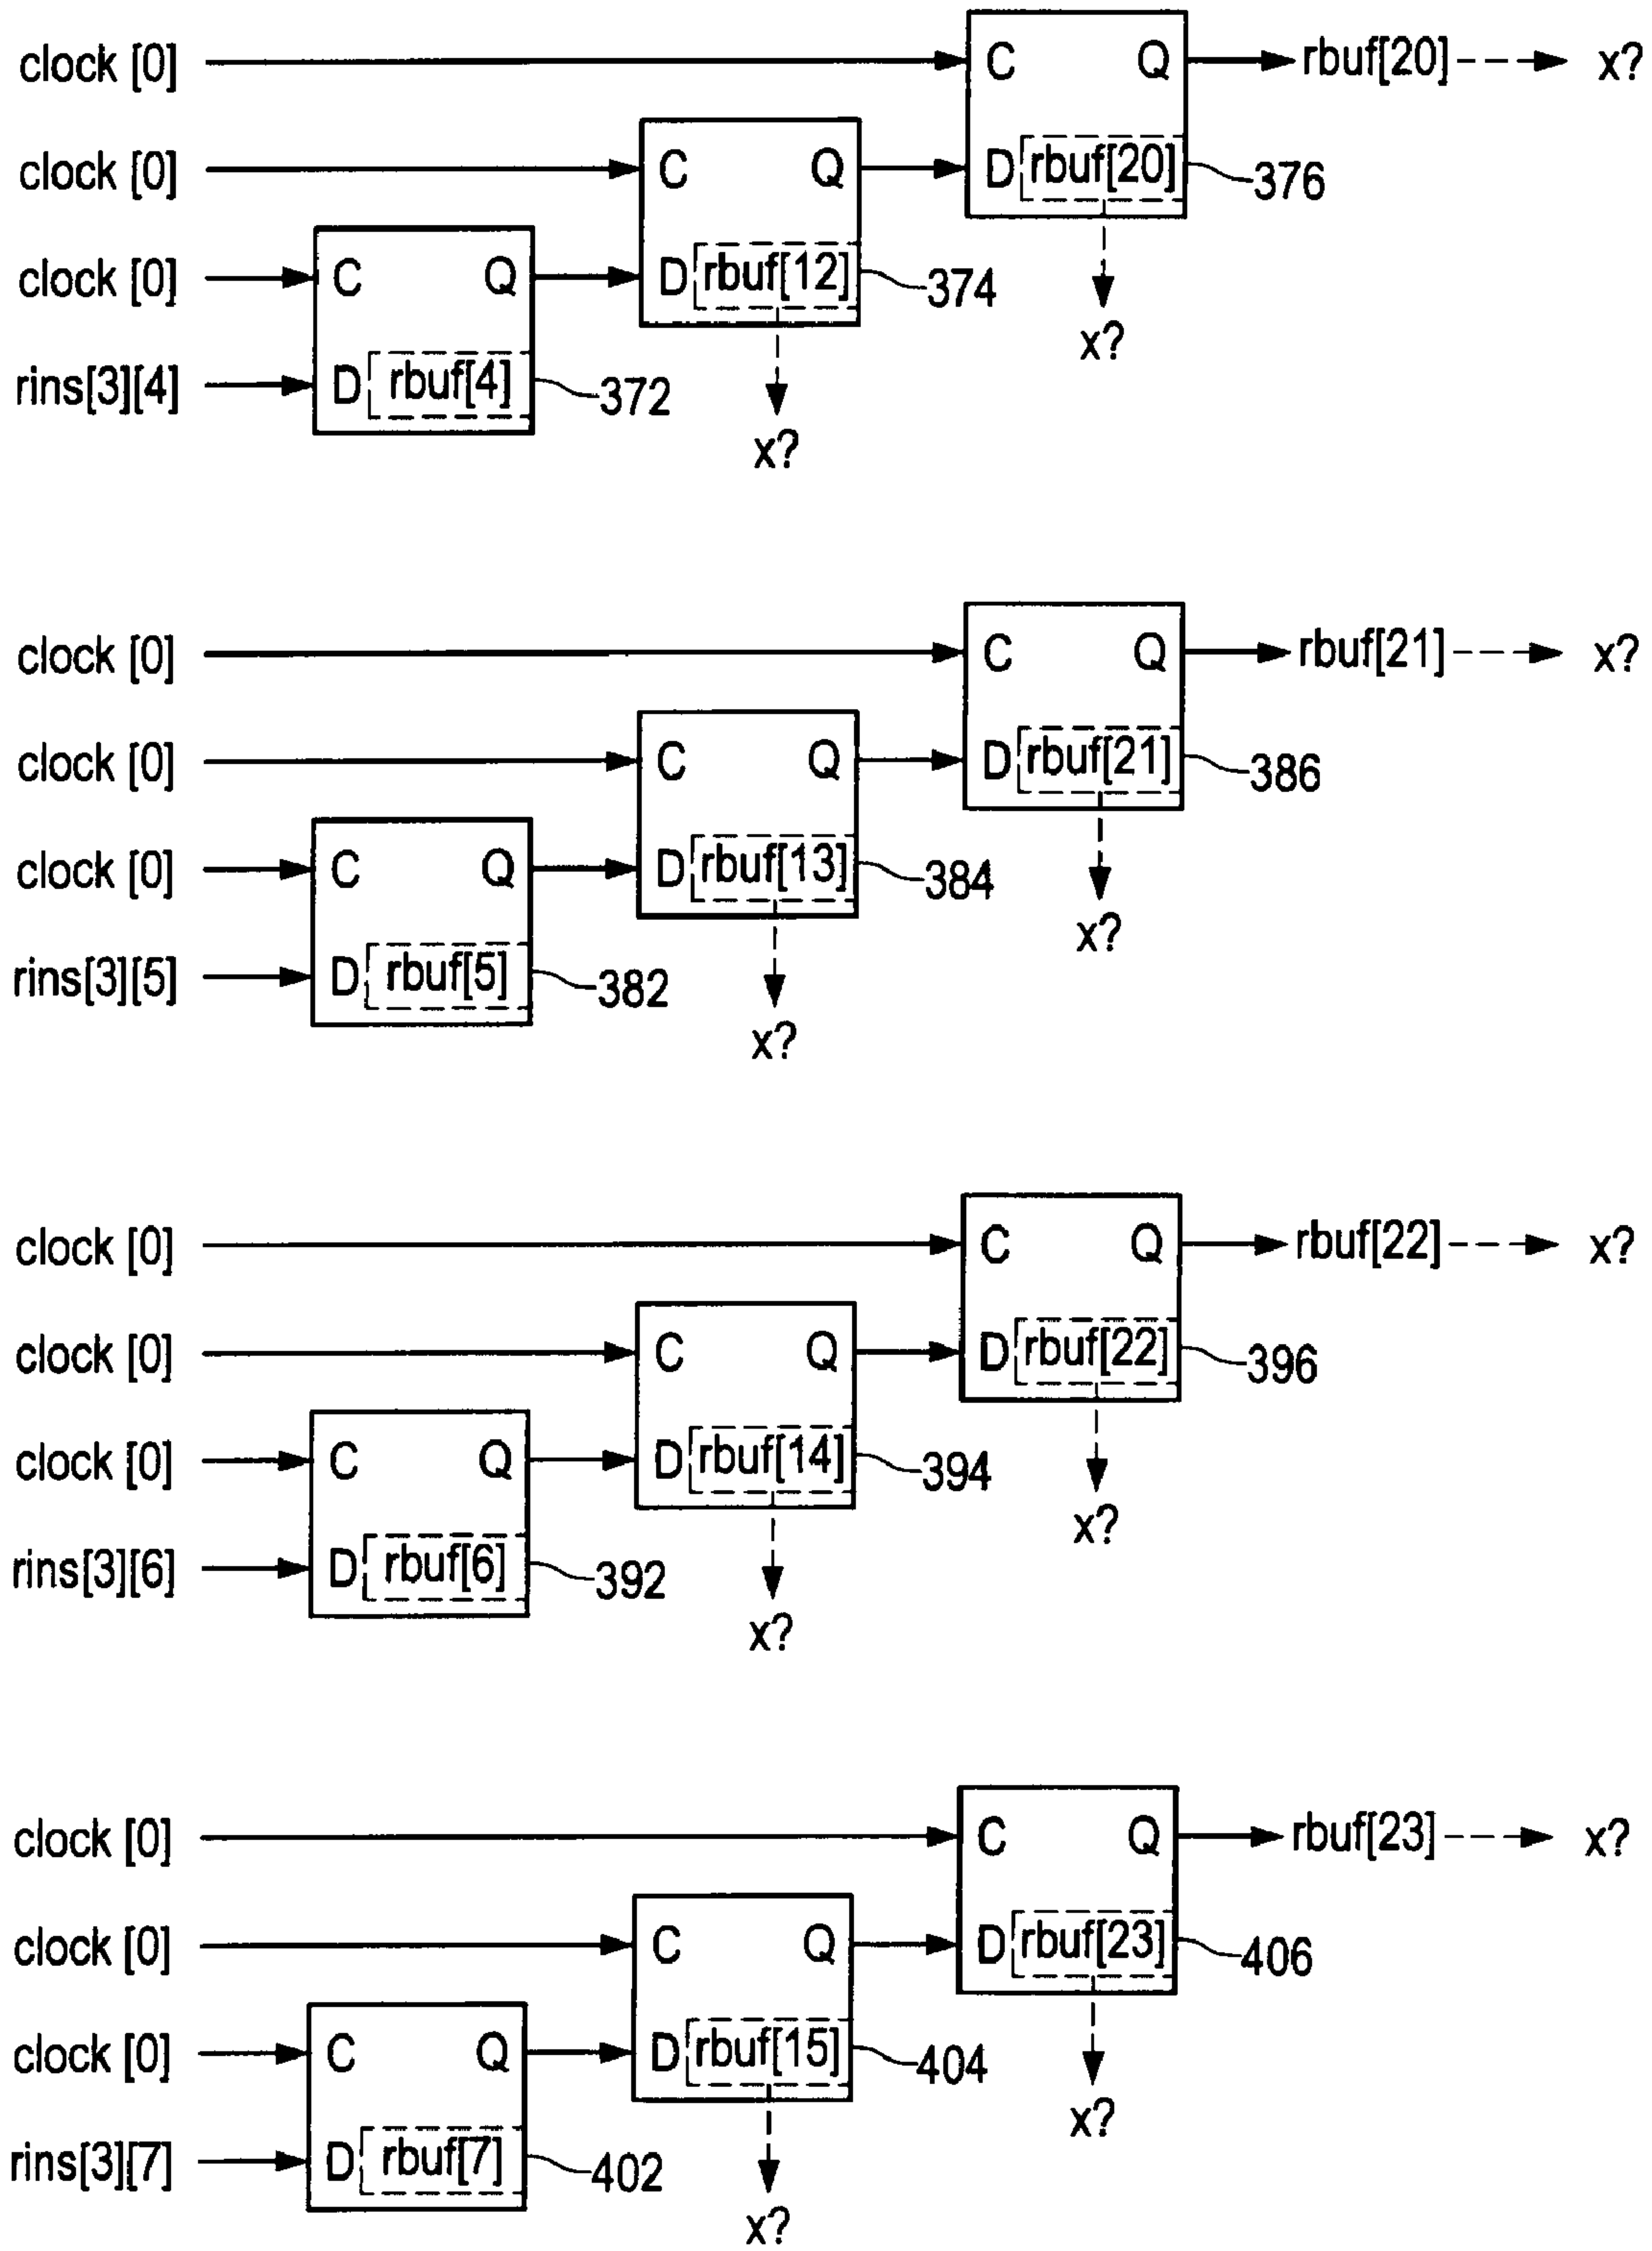 clock [0] C Q rbuf[20] x?
clock [0] C Q D rbuf[20] 376
clock [0] C Q D rbuf[12] 374 x?
rins[3][4] D rbuf[4] 372
x?
clock [0] C Q rbuf[21] x?
clock [0] C Q D rbuf[21] 386
clock [0] C Q D rbuf[13] 384 x?
rins[3][5] D rbuf[5] 382
x?
clock [0] C Q rbuf[22] x?
clock [0] C Q D rbuf[22] 396
clock [0] C Q D rbuf[14] 394 x?
rins[3][6] D rbuf[6] 392
x?
clock [0] C Q rbuf[23] x?
clock [0] C Q D rbuf[23] 406
clock [0] C Q D rbuf[15] 404 x?
rins[3][7] D rbuf[7] 402
x?